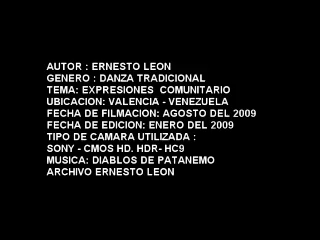 AUTOR : ERNESTO LEON
GENERO : DANZA TRADICIONAL
TEMA: EXPRESIONES COMUNITARIO
UBICACION: VALENCIA - VENEZUELA
FECHA DE FILMACION: AGOSTO DEL 2009
FECHA DE EDICION: ENERO DEL 2009
TIPO DE CAMARA UTILIZADA :
SONY - CMOS HD. HDR- HC9
MUSICA: DIABLOS DE PATANEMO
ARCHIVO ERNESTO LEON